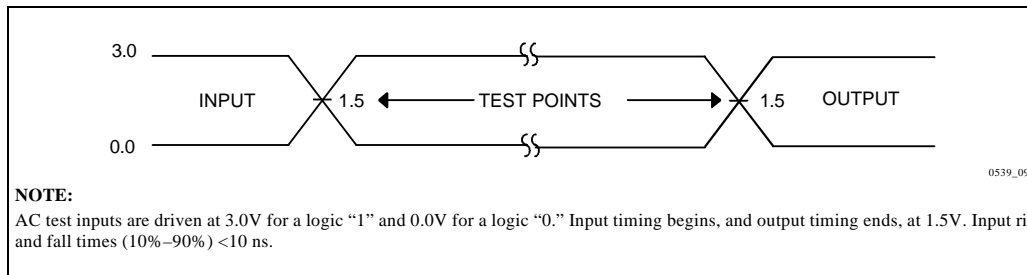 3.0
INPUT
1.5
TEST POINTS
1.5
OUTPUT
0.0
0539_09
NOTE:
AC test inputs are driven at 3.0V for a logic “1” and 0.0V for a logic “0.” Input timing begins, and output timing ends, at 1.5V. Input
and fall times (10%–90%) <10 ns.